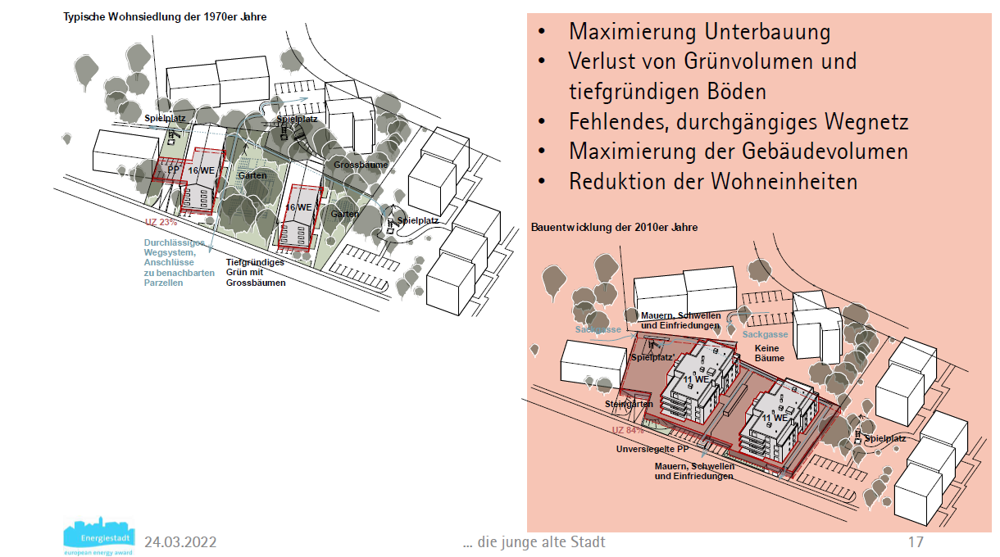 Typische Wohnsiedlung der 1970er Jahre
Spielplatz
Spielplatz
Grossbäume
PP
16 WE
Gärten
16 WE
Gärten
Spielplatz
UZ 23%
Durchlässiges
Wegsystem,
Anschlüsse
zu benachbarten
Parzellen
Tiefgründiges
Grün mit
Grossbäumen
• Maximierung Unterbauung
• Verlust von Grünvolumen und
tiefgründigen Böden
• Fehlendes, durchgängiges Wegnetz
• Maximierung der Gebäudevolumen
• Reduktion der Wohneinheiten
Bauentwicklung der 2010er Jahre
Mauern, Schwellen
und Einfriedungen
Sackgasse
Sackgasse
Keine
Bäume
'Spielplatz'
11 WE
Steingärten
11 WE
UZ 84%
Spielplatz
Unversiegelte PP
Mauern, Schwellen
und Einfriedungen
Energiestadt
european energy award
24.03.2022
... die junge alte Stadt
17